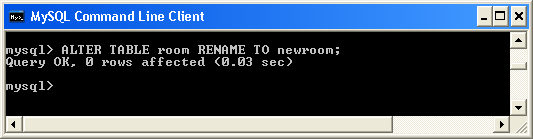 MySQL Command Line Client
mysql> ALTER TABLE room RENAME TO newroom;
Query OK, 0 rows affected (0.03 sec)
mysql>